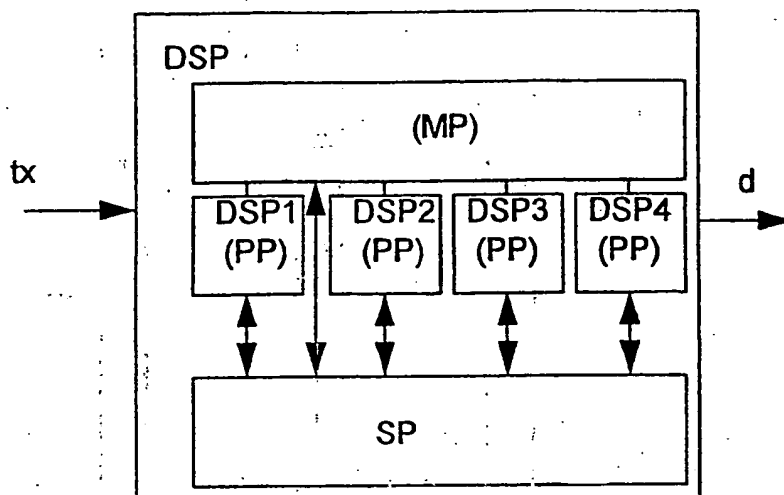 DSP
(MP)
tx
d
DSP1 DSP2 DSP3 DSP4
(PP) (PP) (PP) (PP)
SP